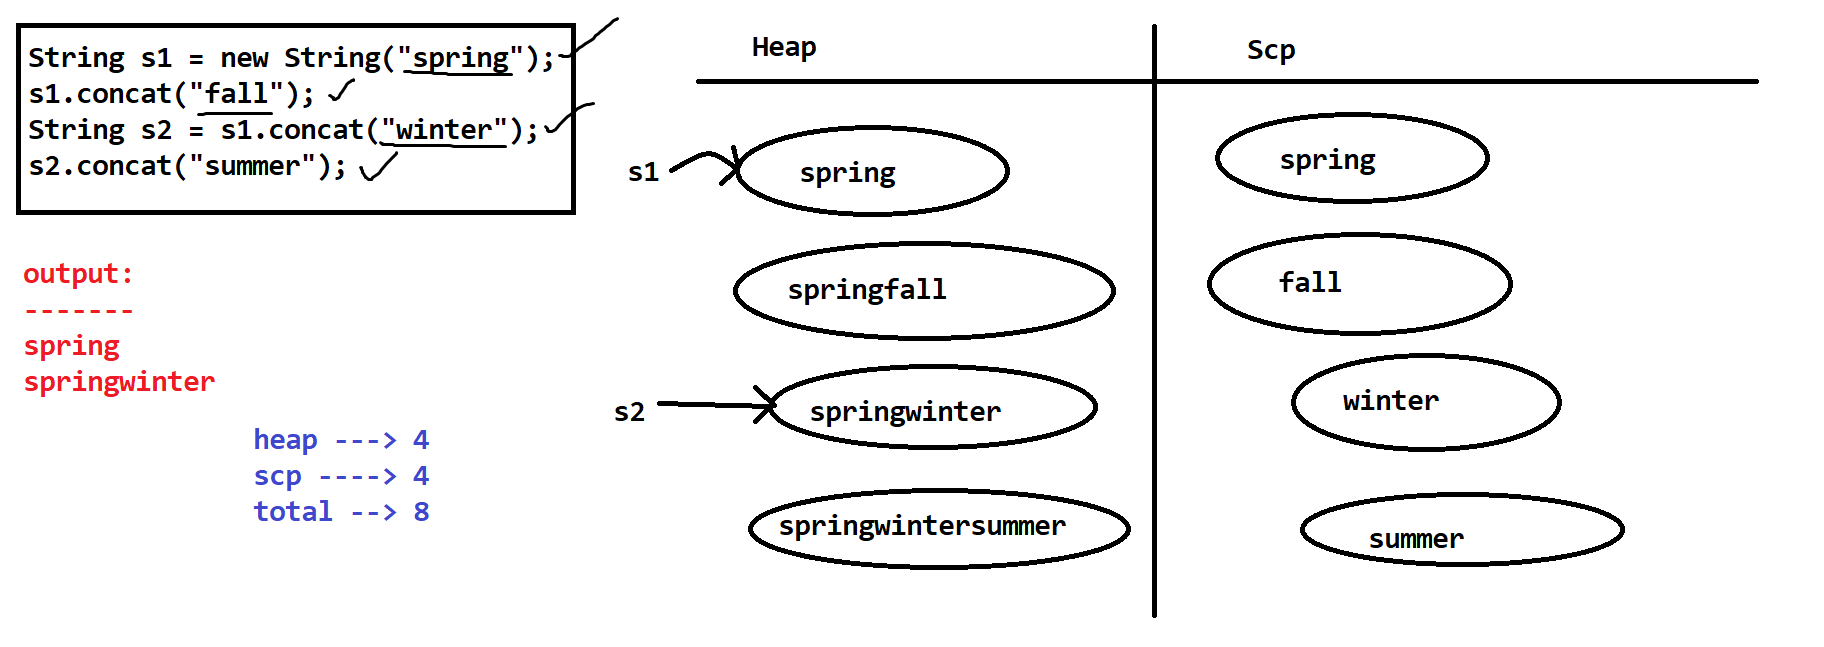 String s1 = new String("spring");
s1.concat("fall");
String s2 = s1.concat("winter");
s2.concat("summer");
output:
-------
spring
springwinter
heap ---> 4
scp ----> 4
total --> 8
Heap
Scp
s1
spring
spring
springfall
fall
s2
springwinter
winter
springwintersummer
summer